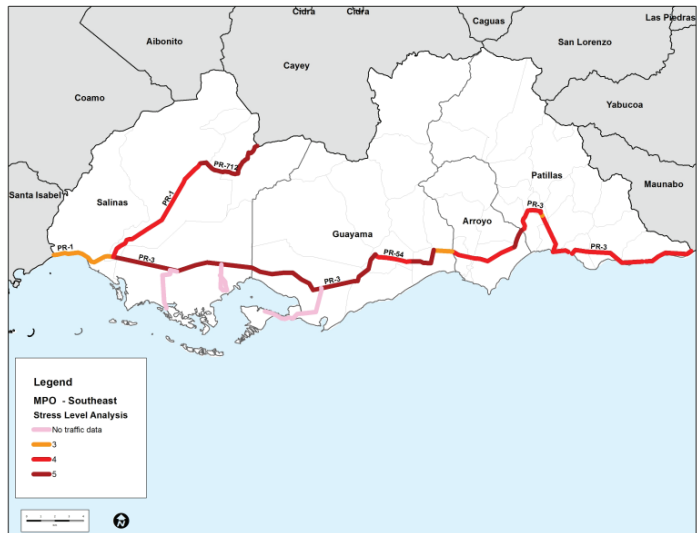 Cidra
Cidra
Las Piedras
Caguas
Aibonito
San Lorenzo
Cayey
Coamo
Yabucoa
PR-712
Patillas
Maunabo
Santa Isabel
Salinas
PR-1
PR-3
Arroyo
Guayama
PR-1
PR-54
PR-3
PR-3
PR-3
Legend
MPO - Southeast
Stress Level Analysis
No traffic data
3
4
5
N